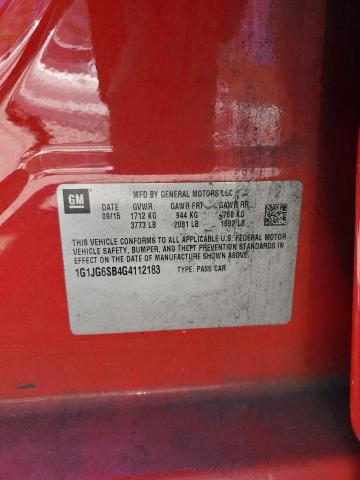 GM
MFD BY GENERAL MOTORS LLC
DATE GVWR GAWR FRT GAWR RR
09/15 1712 KG 944 KG 768 KG
3773 LB 2081 LB 1692 LB
THIS VEHICLE CONFORMS TO ALL APPLICABLE U.S. FEDERAL MOTOR
VEHICLE SAFETY, BUMPER, AND THEFT PREVENTION STANDARDS
IN EFFECT ON THE DATE OF MANUFACTURE SHOWN ABOVE.
1G1JG6SB4G4112183 TYPE: PASS CAR